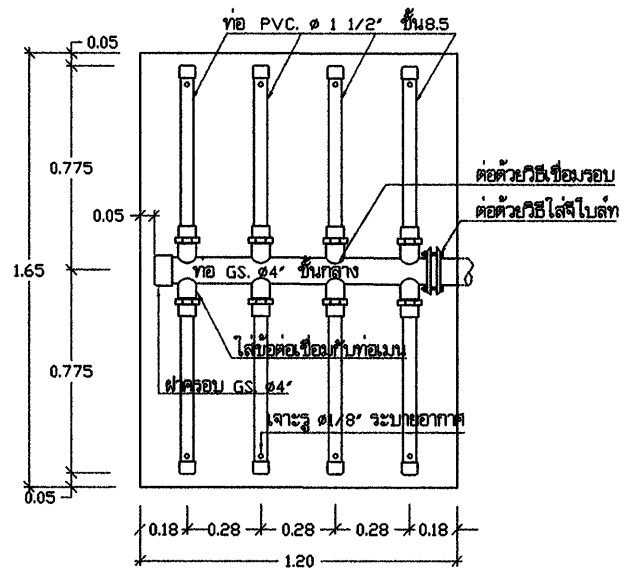 ท่อ PVC. ø 1 1/2" ชั้น8.5
0.05
0.775
ต่อด้วยวิธีเชื่อมรอบ
0.05
ต่อด้วยวิธีใส่จีโบล์ท
1.65
ท่อ GS. ø4" ชั้นกลาง
ใส่ข้อต่อเชื่อมกับท่อเมน
0.775
ฝาครอบ GS. ø4"
เจาะรู ø1/8" ระบายอากาศ
0.05
0.18 0.28 0.28 0.28 0.18
1.20